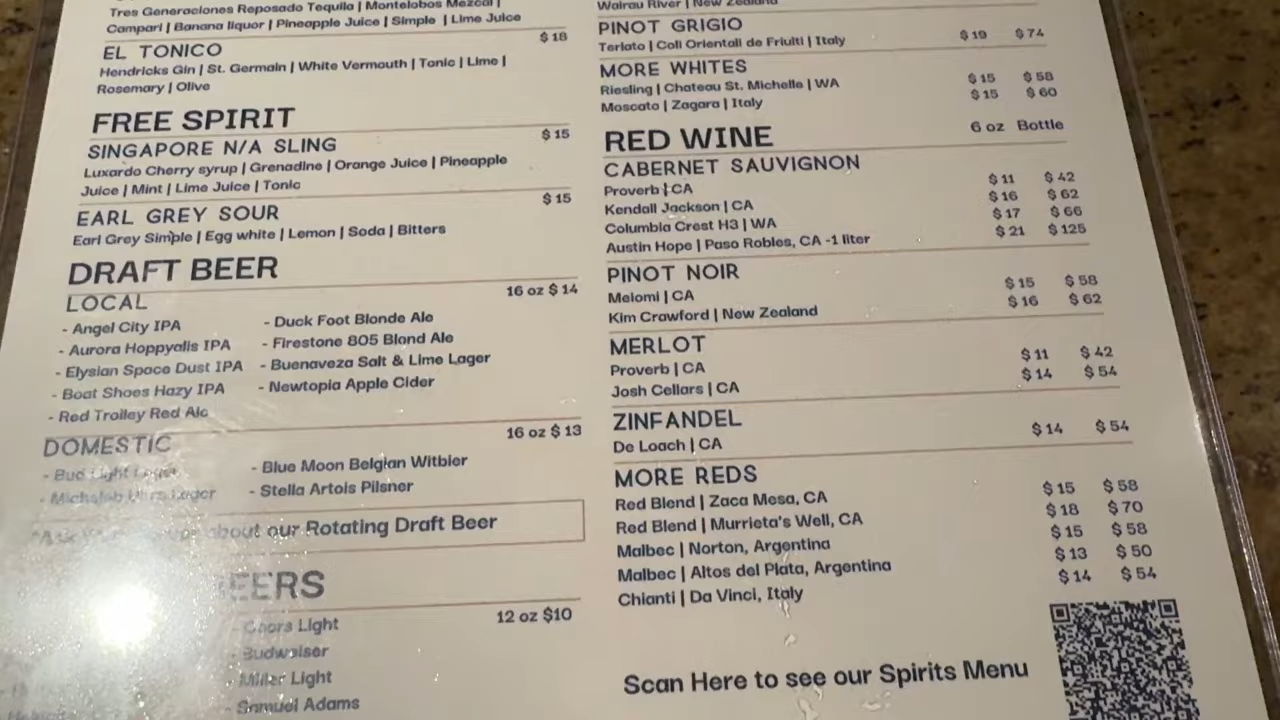 Tres Generaciones Reposado Tequila | Montelobos Mezcal |
Campari | Banana liquor | Pineapple Juice | Simple | Lime Juice
EL TONICO $ 18
Hendricks Gin | St. Germain | White Vermouth | Tonic | Lime |
Rosemary | Olive
FREE SPIRIT
SINGAPORE N/A SLING $ 15
Luxardo Cherry syrup | Grenadine | Orange Juice | Pineapple
Juice | Mint | Lime Juice | Tonic
EARL GREY SOUR $ 15
Earl Grey Simple | Egg white | Lemon | Soda | Bitters
DRAFT BEER
LOCAL 16 oz $ 14
- Angel City IPA
- Aurora Hoppyalis IPA
- Elysian Space Dust IPA
- Boat Shoes Hazy IPA
- Red Trolley Red Ale
- Duck Foot Blonde Ale
- Firestone 805 Blond Ale
- Buenaveza Salt & Lime Lager
- Newtopia Apple Cider
DOMESTIC 16 oz $ 13
- Bud Light
- Michelob Ultra Lager
- Blue Moon Belgian Witbier
- Stella Artois Pilsner
about our Rotating Draft Beer
12 oz $10
- Coors Light
- Budweiser
- Miller Light
- Samuel Adams
Wairau River | New Zealand
PINOT GRIGIO
Terlato | Coli Orientali de Friulti | Italy $ 19 $ 74
MORE WHITES
Riesling | Chateau St. Michelle | WA $ 15 $ 58
Moscato | Zagara | Italy $ 15 $ 60
RED WINE 6 oz Bottle
CABERNET SAUVIGNON
Proverb | CA $ 11 $ 42
Kendall Jackson | CA $ 16 $ 62
Columbia Crest H3 | WA $ 17 $ 66
Austin Hope | Paso Robles, CA -1 liter $ 21 $ 125
PINOT NOIR
Meiomi | CA $ 15 $ 58
Kim Crawford | New Zealand $ 16 $ 62
MERLOT
Proverb | CA $ 11 $ 42
Josh Cellars | CA $ 14 $ 54
ZINFANDEL
De Loach | CA $ 14 $ 54
MORE REDS
Red Blend | Zaca Mesa, CA $ 15 $ 58
Red Blend | Murrieta's Well, CA $ 18 $ 70
Malbec | Norton, Argentina $ 15 $ 58
Malbec | Altos del Plata, Argentina $ 13 $ 50
Chianti | Da Vinci, Italy $ 14 $ 54
Scan Here to see our Spirits Menu